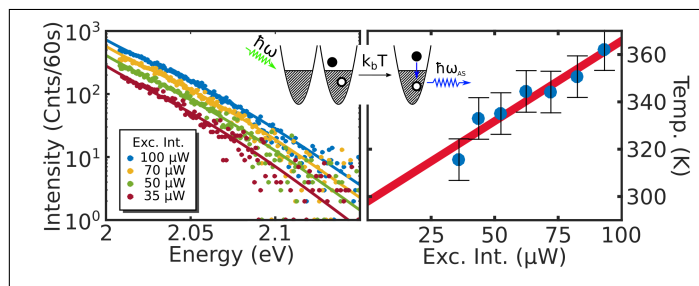 10³
10²
10¹
10⁰
Intensity (Cnts/60s)
2
2.05
2.1
Energy (eV)
Exc. Int.
100 μW
70 μW
50 μW
35 μW
ℏω
k_bT
ℏω_AS
360
340
320
300
Temp. (K)
25
50
75
100
Exc. Int. (μW)